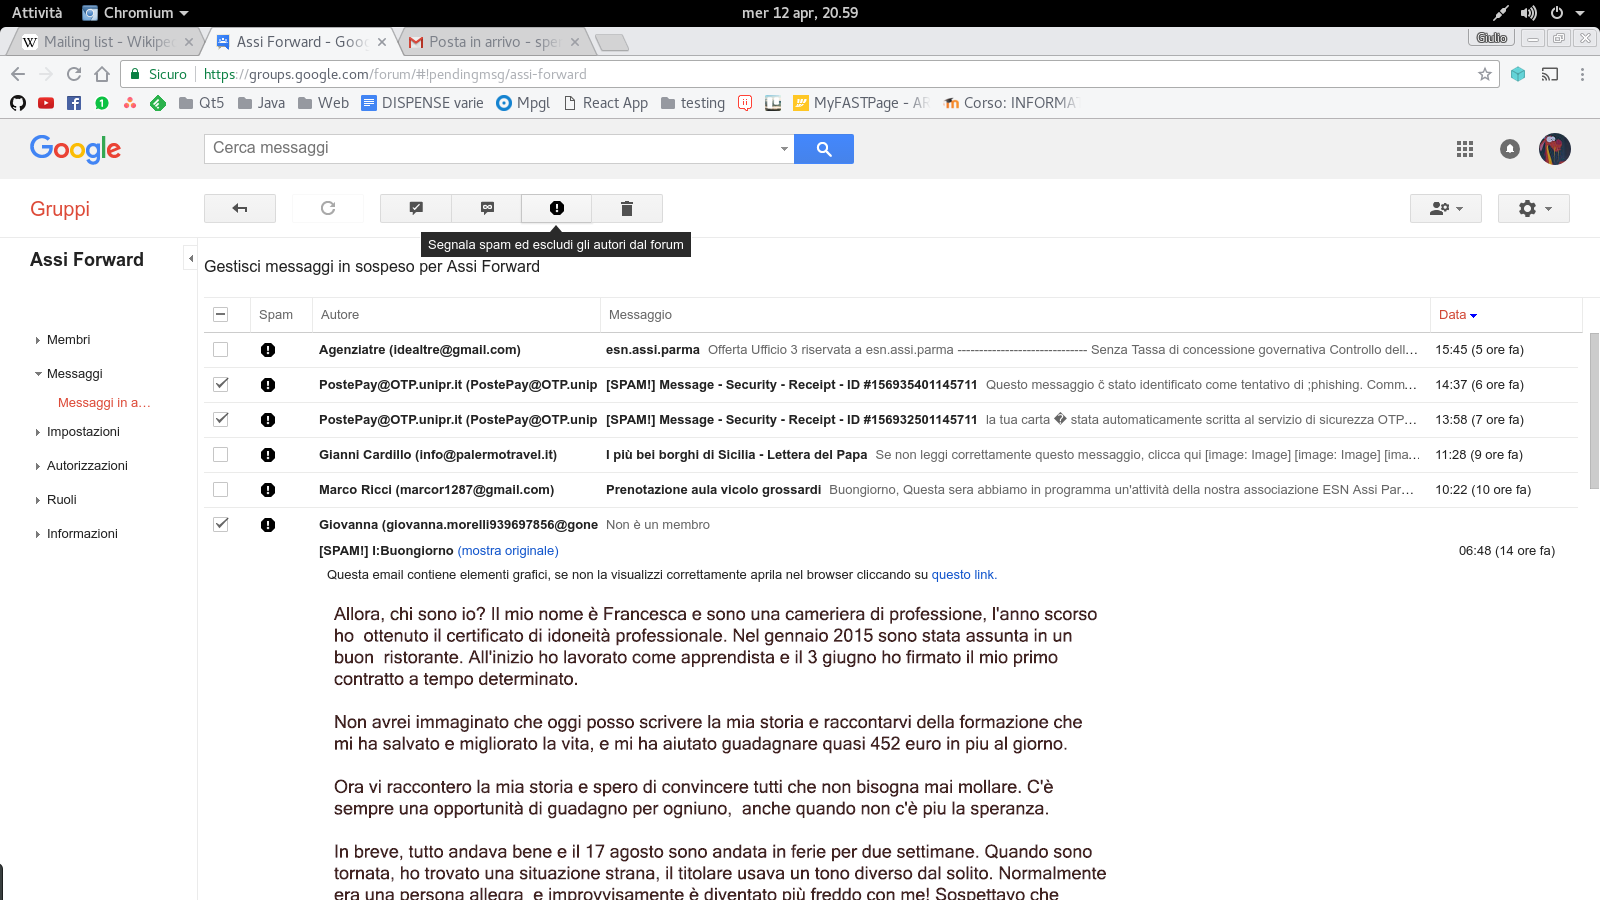 Attività Chromium mer 12 apr, 20.59
Mailing list - Wikipe Assi Forward - Goo Posta in arrivo - spe Giulio
Sicuro https://groups.google.com/forum/#!pendingmsg/assi-forward
Qt5 Java Web DISPENSE varie Mpgl React App testing MyFASTPage - AR Corso: INFORMA
Google Cerca messaggi
Gruppi
Segnala spam ed escludi gli autori dal forum
Assi Forward
Gestisci messaggi in sospeso per Assi Forward
Spam Autore Messaggio Data
Membri
Messaggi
Messaggi in a…
Impostazioni
Autorizzazioni
Ruoli
Informazioni
Agenziatre (idealtre@gmail.com) esn.assi.parma Offerta Ufficio 3 riservata a esn.assi.parma ------------------------------ Senza Tassa di concessione governativa Controllo dell… 15:45 (5 ore fa)
PostePay@OTP.unipr.it (PostePay@OTP.unip [SPAM!] Message - Security - Receipt - ID #156935401145711 Questo messaggio č stato identificato come tentativo di ;phishing. Comm… 14:37 (6 ore fa)
PostePay@OTP.unipr.it (PostePay@OTP.unip [SPAM!] Message - Security - Receipt - ID #156932501145711 la tua carta � stata automaticamente scritta al servizio di sicurezza OTP… 13:58 (7 ore fa)
Gianni Cardillo (info@palermotravel.it) I più bei borghi di Sicilia - Lettera del Papa Se non leggi correttamente questo messaggio, clicca qui [image: Image] [image: Image] [ima… 11:28 (9 ore fa)
Marco Ricci (marcor1287@gmail.com) Prenotazione aula vicolo grossardi Buongiorno, Questa sera abbiamo in programma un'attività della nostra associazione ESN Assi Par… 10:22 (10 ore fa)
Giovanna (giovanna.morelli939697856@gone Non è un membro
[SPAM!] I:Buongiorno (mostra originale) 06:48 (14 ore fa)
Questa email contiene elementi grafici, se non la visualizzi correttamente aprila nel browser cliccando su questo link.
Allora, chi sono io? Il mio nome è Francesca e sono una cameriera di professione, l'anno scorso
ho ottenuto il certificato di idoneità professionale. Nel gennaio 2015 sono stata assunta in un
buon ristorante. All'inizio ho lavorato come apprendista e il 3 giugno ho firmato il mio primo
contratto a tempo determinato.
Non avrei immaginato che oggi posso scrivere la mia storia e raccontarvi della formazione che
mi ha salvato e migliorato la vita, e mi ha aiutato guadagnare quasi 452 euro in piu al giorno.
Ora vi raccontero la mia storia e spero di convincere tutti che non bisogna mai mollare. C'è
sempre una opportunità di guadagno per ogniuno, anche quando non c'è piu la speranza.
In breve, tutto andava bene e il 17 agosto sono andata in ferie per due settimane. Quando sono
tornata, ho trovato una situazione strana, il titolare usava un tono diverso dal solito. Normalmente
era una persona allegra e improvvisamente è diventato più freddo con me! Sospettavo che